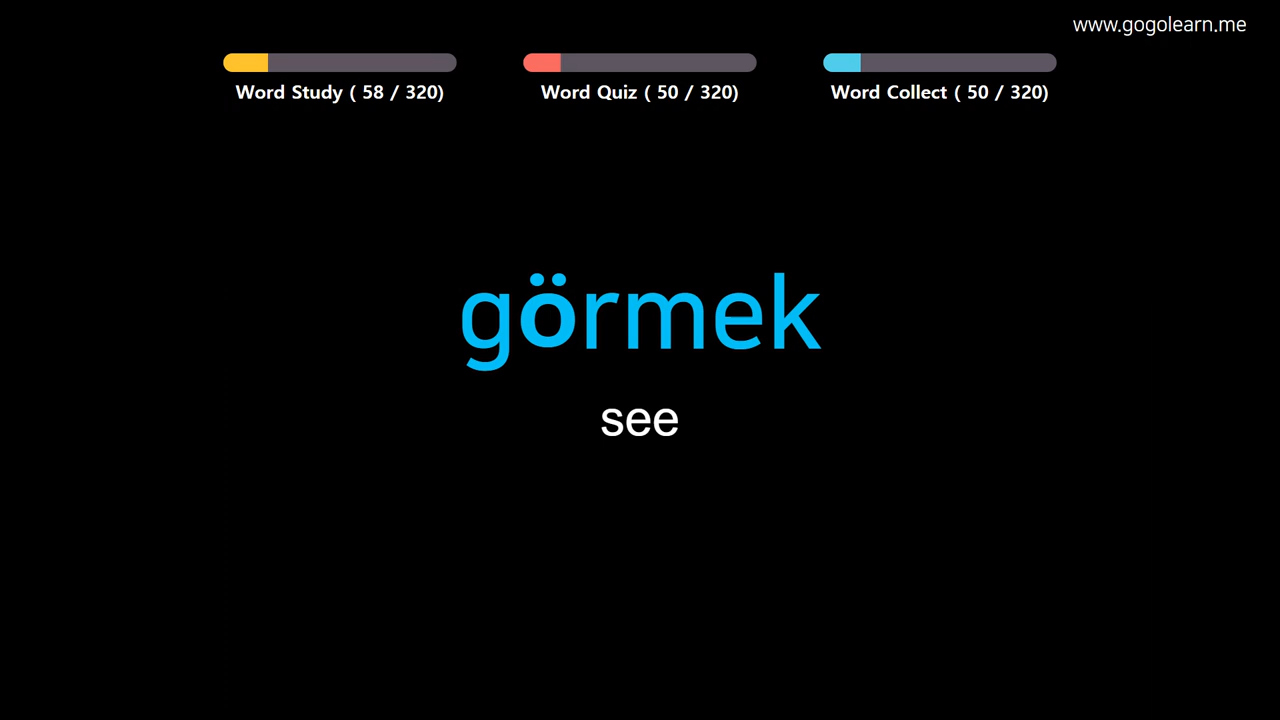 www.gogolearn.me
Word Study ( 58 / 320)
Word Quiz ( 50 / 320)
Word Collect ( 50 / 320)
görmek
see